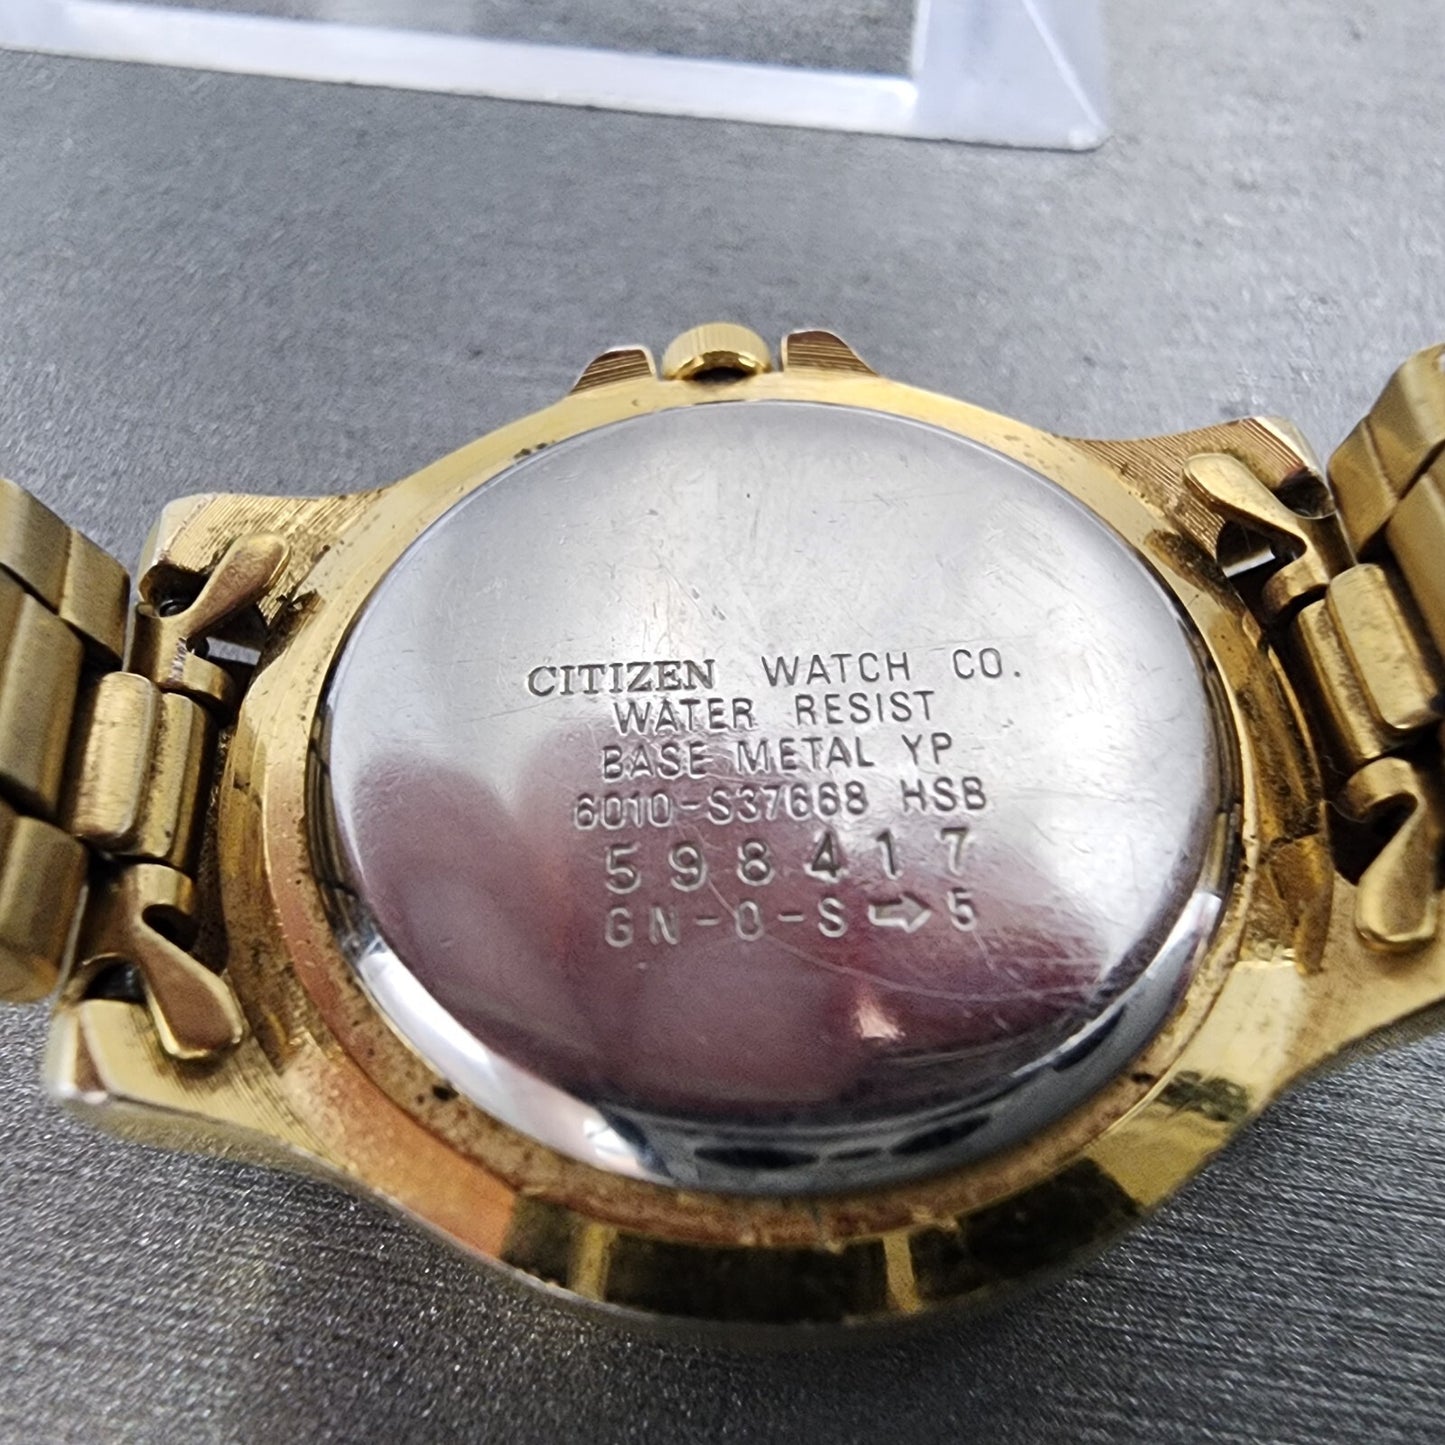 CITIZEN WATCH CO.
WATER RESIST
BASE METAL YP
6010-S37668 HSB
598417
GN-0-S⇨5